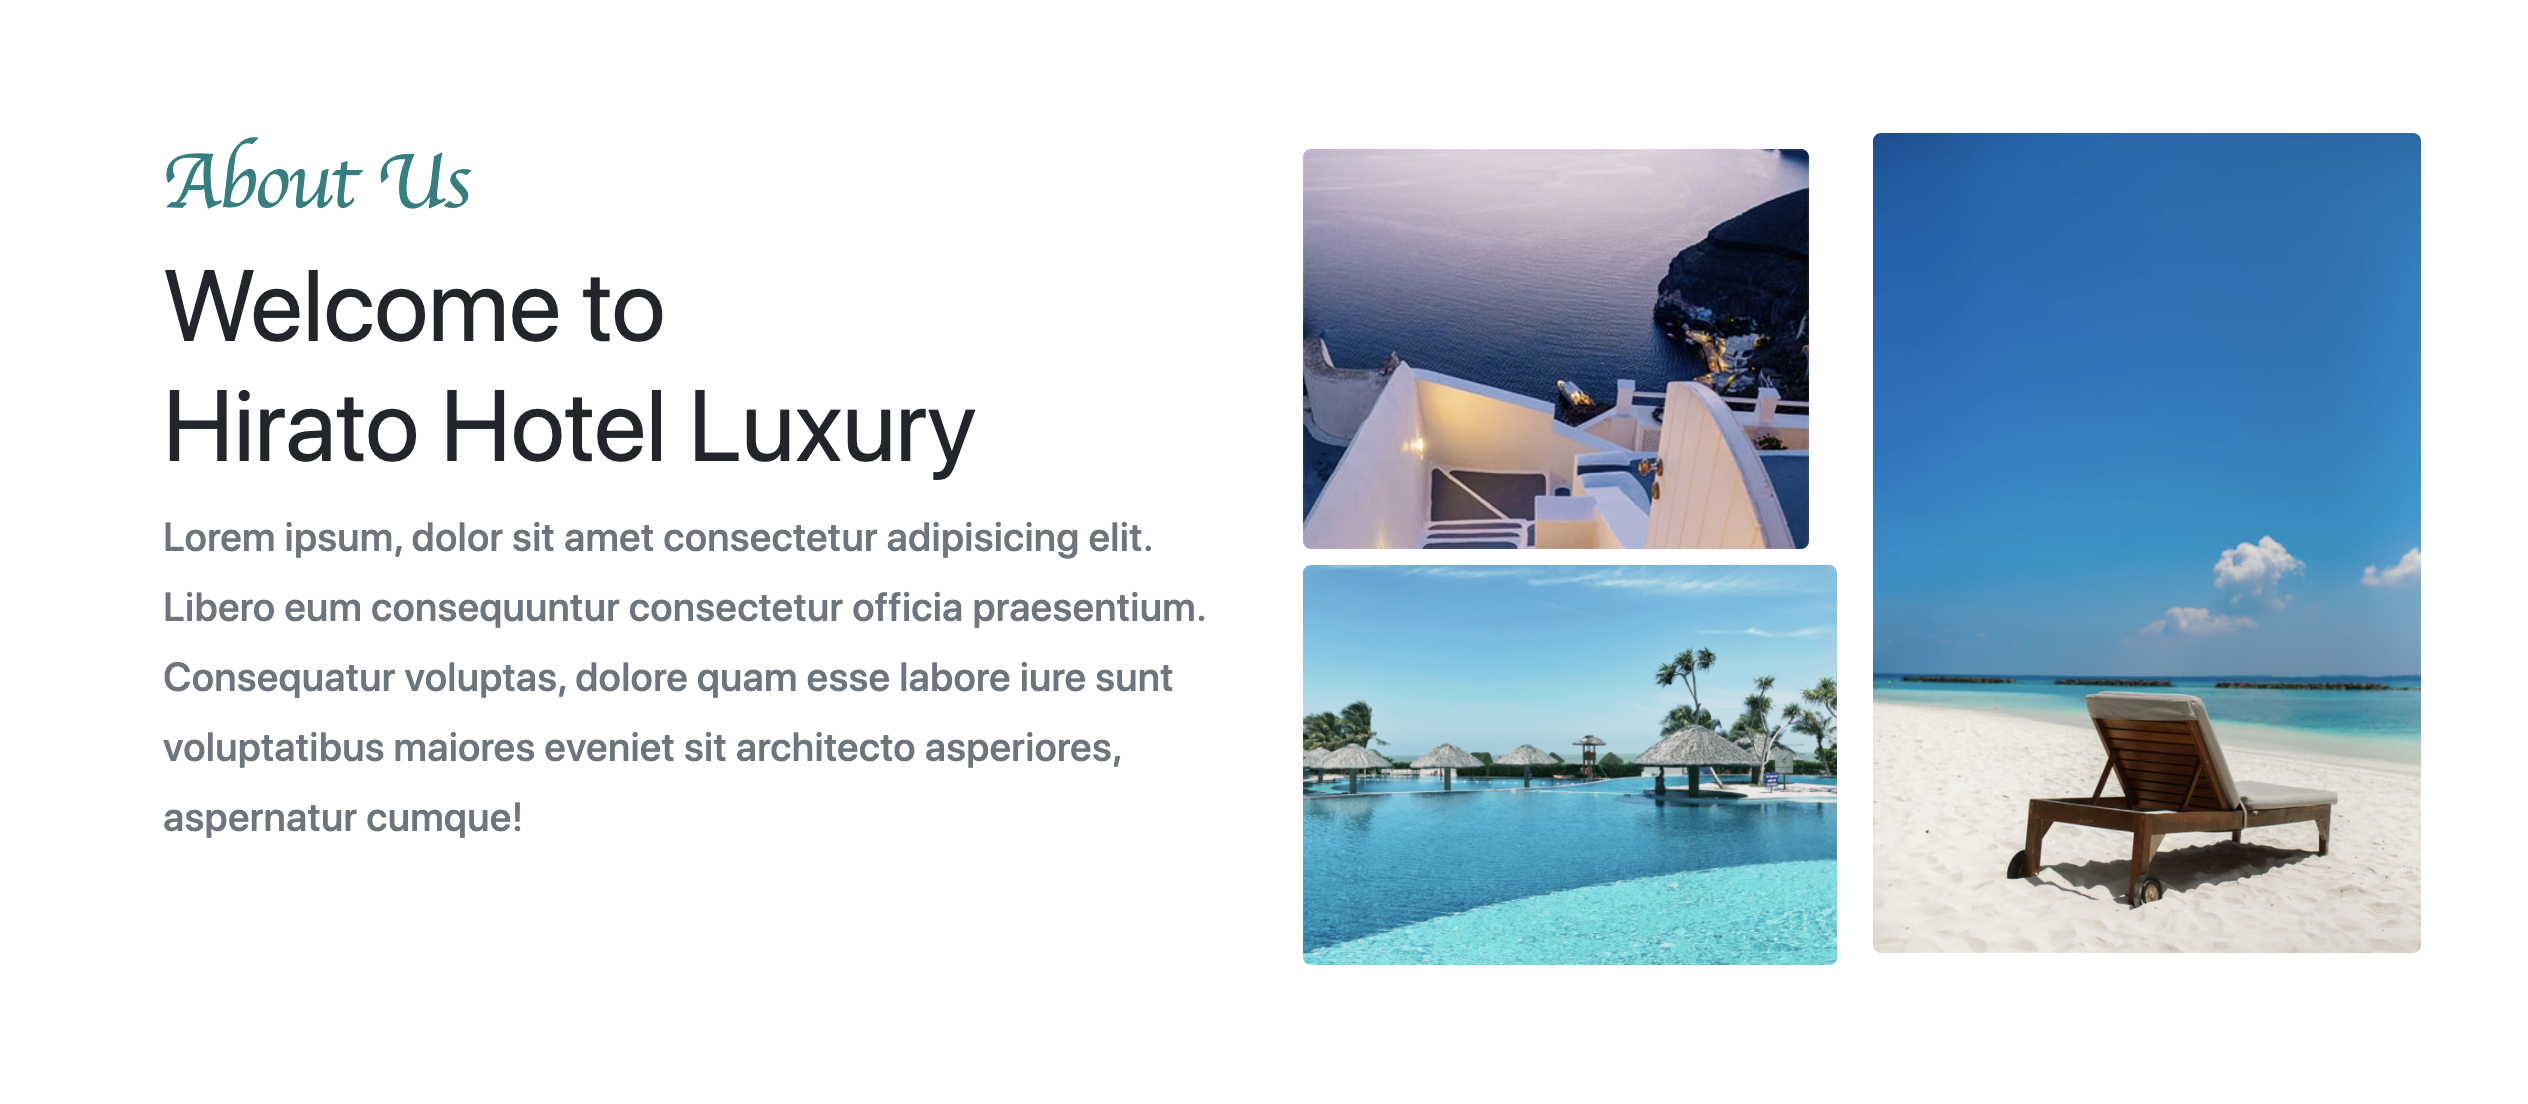 About Us
Welcome to
Hirato Hotel Luxury
Lorem ipsum, dolor sit amet consectetur adipisicing elit.
Libero eum consequuntur consectetur officia praesentium.
Consequatur voluptas, dolore quam esse labore iure sunt
voluptatibus maiores eveniet sit architecto asperiores,
aspernatur cumque!